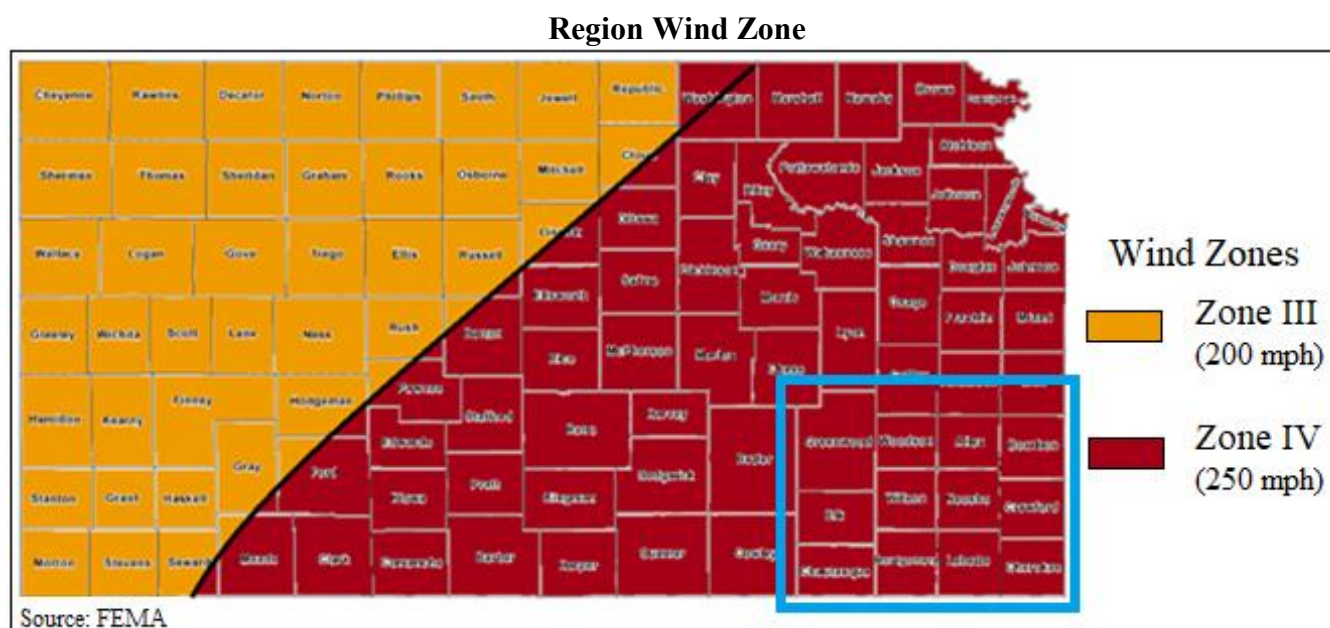 Region Wind Zone
Cheyenne Rawlins Decatur Norton Phillips Smith Jewell Republic Washington Marshall Nemaha Brown
Atchison
Sherman Thomas Sheridan Graham Rooks Osborne Mitchell Cloud Clay Riley Pottawatomie Jackson Jefferson
Ottawa
Wallace Logan Gove Trego Ellis Russell Lincoln Geary Wabaunsee Shawnee
Dickinson Douglas Johnson
Ellsworth Saline Morris Osage
Greeley Wichita Scott Lane Ness Rush Barton Lyon Franklin Miami
Rice McPherson Marion Chase
Hamilton Kearny Finney Hodgeman Pawnee Stafford Reno Harvey
Edwards Greenwood Woodson Allen Bourbon
Gray Ford Sedgwick Butler
Stanton Grant Haskell Kiowa Pratt Kingman Wilson Neosho Crawford
Elk
Morton Stevens Seward Meade Clark Comanche Barber Harper Sumner Cowley Chautauqua Montgomery Labette Cherokee
Wind Zones
Zone III
(200 mph)
Zone IV
(250 mph)
Source: FEMA